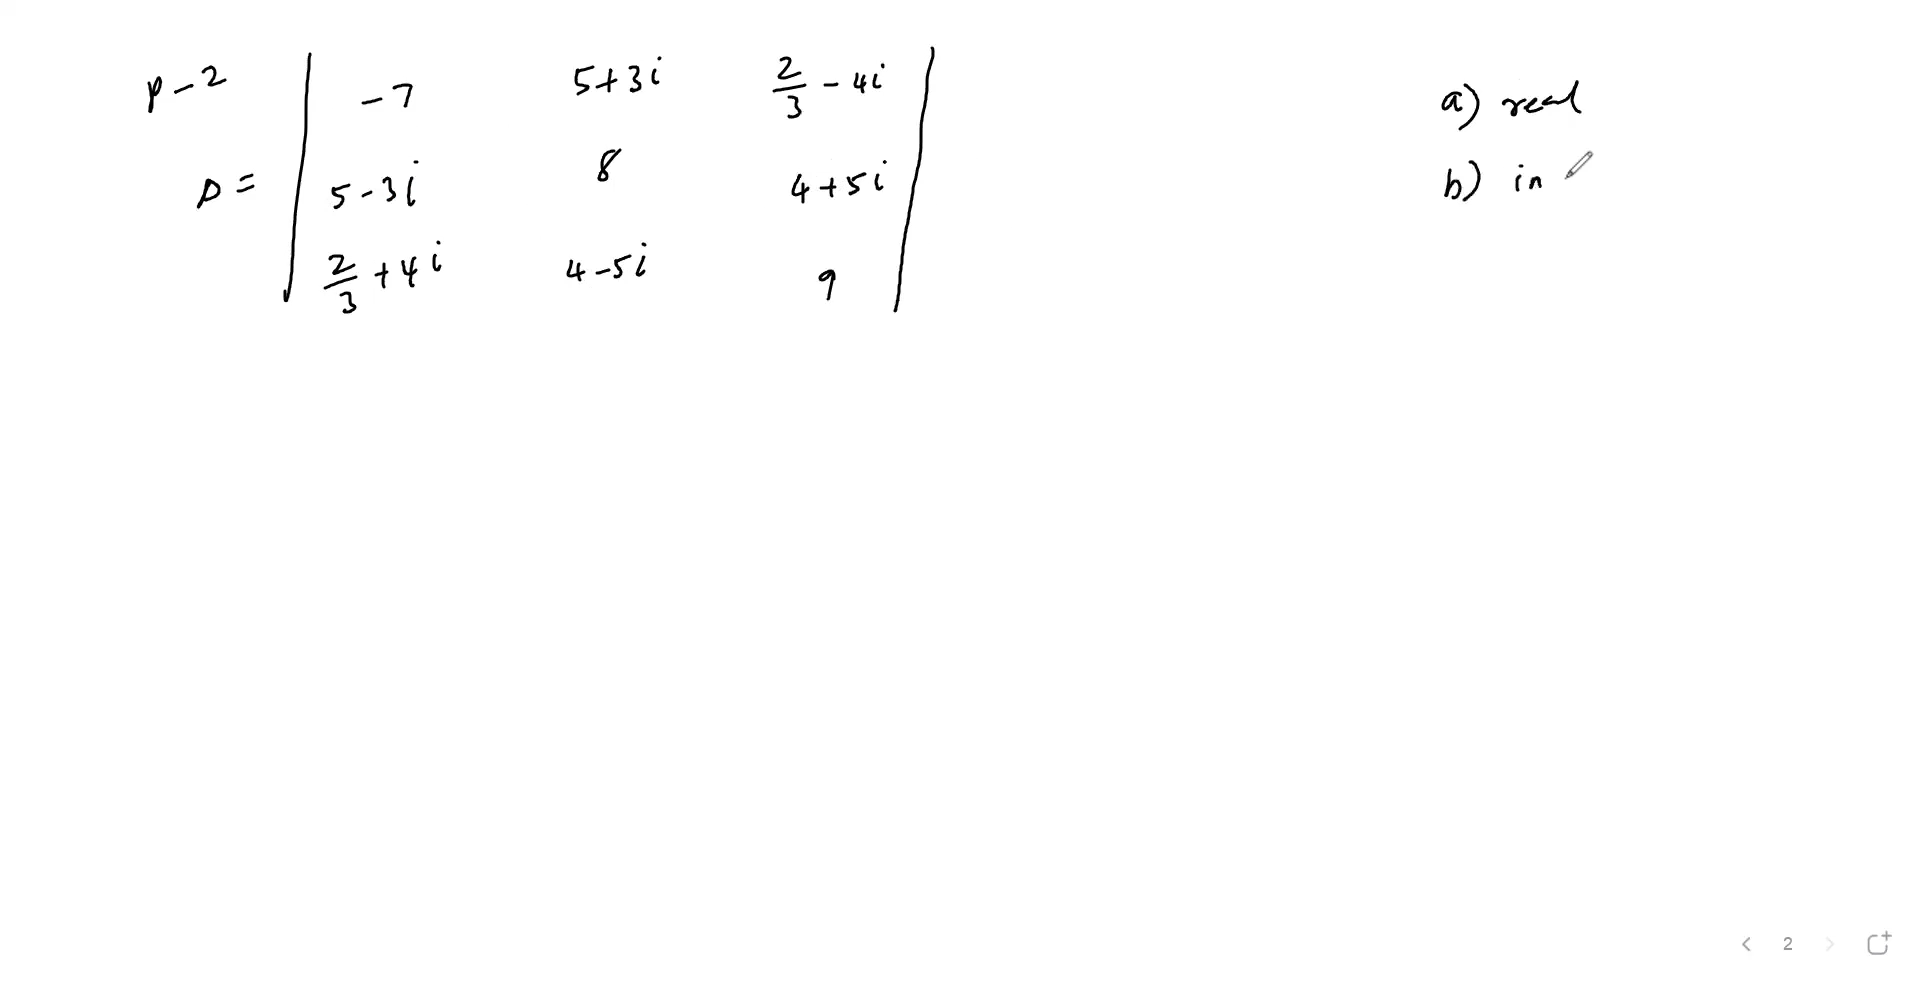 p-2
-7 5+3i 2/3 - 4i
D = 5-3i 8 4+5i
2/3 + 4i 4-5i 9
a) real
b) in
2